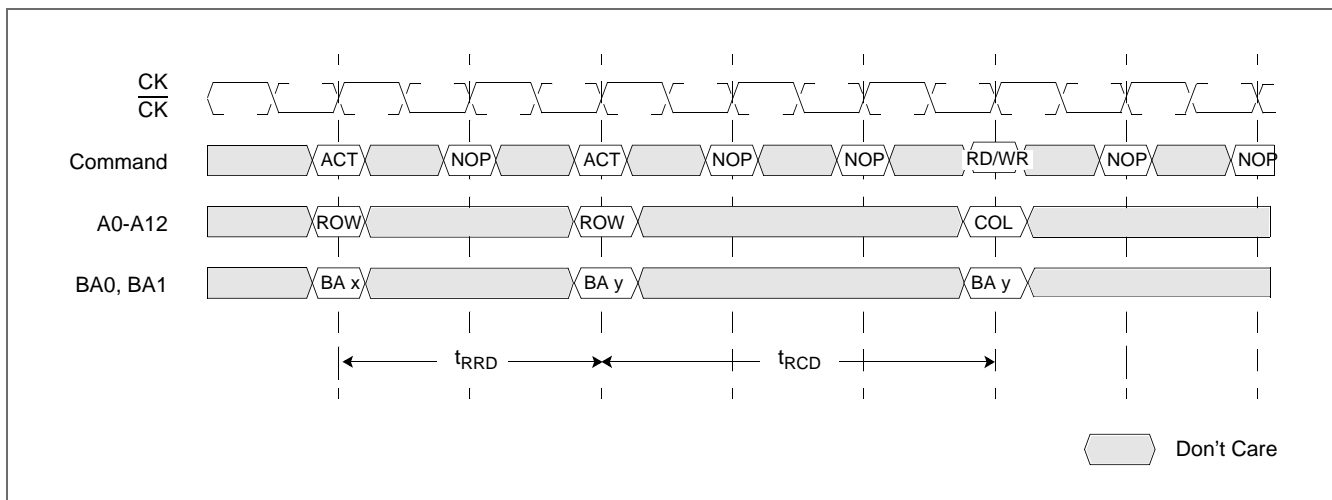 CK
CK
Command ACT NOP ACT NOP NOP RD/WR NOP NOP
A0-A12 ROW ROW COL
BA0, BA1 BA x BA y BA y
tRRD tRCD
Don't Care